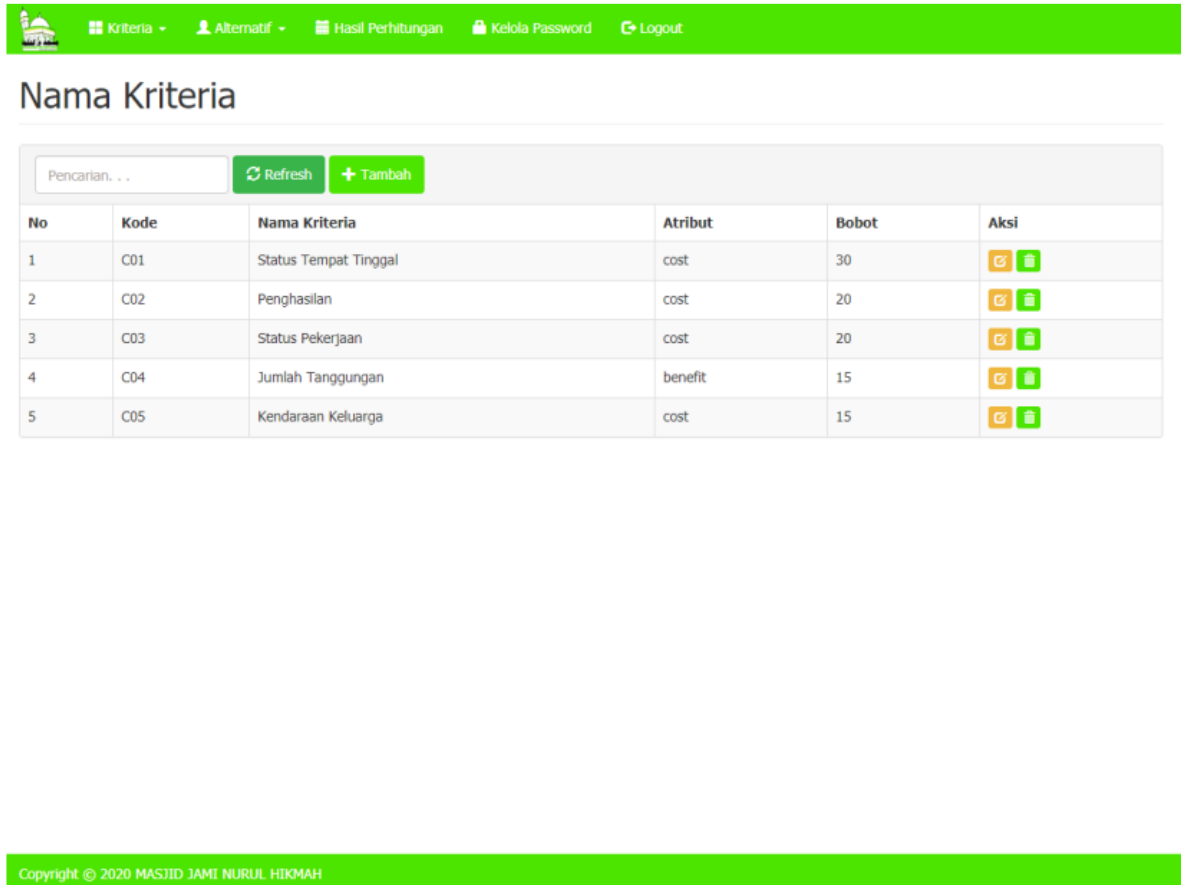 Kriteria Alternatif Hasil Perhitungan Kelola Password Logout
Nama Kriteria
Pencarian. . . Refresh Tambah
No Kode Nama Kriteria Atribut Bobot Aksi
1 C01 Status Tempat Tinggal cost 30
2 C02 Penghasilan cost 20
3 C03 Status Pekerjaan cost 20
4 C04 Jumlah Tanggungan benefit 15
5 C05 Kendaraan Keluarga cost 15
Copyright © 2020 MASJID JAMI NURUL HIKMAH